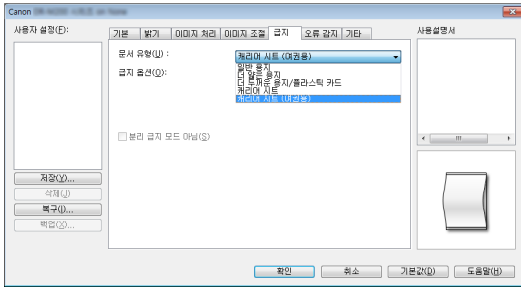 Canon
사용자 설정(F):
저장(Y)...
삭제(J)
복구(I)...
백업(X)...
기본 밝기 이미지 처리 이미지 조절 급지 오류 감지 기타
문서 유형(U) : 캐리어 시트 (여권용)
일반 용지
더 얇은 용지
더 두꺼운 용지/플라스틱 카드
캐리어 시트
캐리어 시트 (여권용)
급지 옵션(O):
분리 급지 모드 아님(S)
사용설명서
확인 취소 기본값(D) 도움말(H)